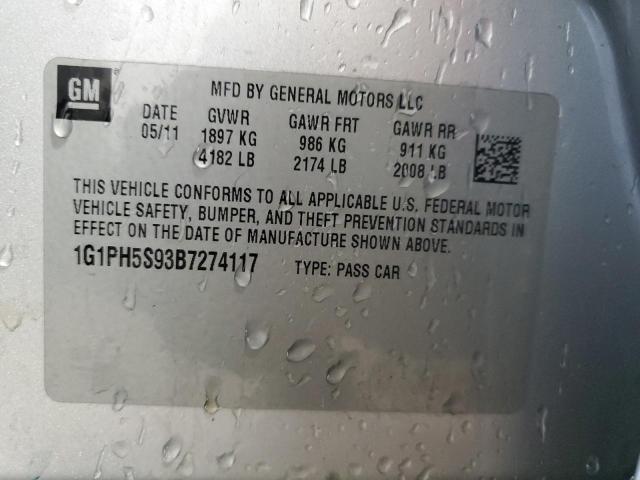 GM
MFD BY GENERAL MOTORS LLC
DATE GVWR GAWR FRT GAWR RR
05/11 1897 KG 986 KG 911 KG
4182 LB 2174 LB 2008 LB
THIS VEHICLE CONFORMS TO ALL APPLICABLE U.S. FEDERAL MOTOR
VEHICLE SAFETY, BUMPER, AND THEFT PREVENTION STANDARDS IN
EFFECT ON THE DATE OF MANUFACTURE SHOWN ABOVE.
1G1PH5S93B7274117 TYPE: PASS CAR